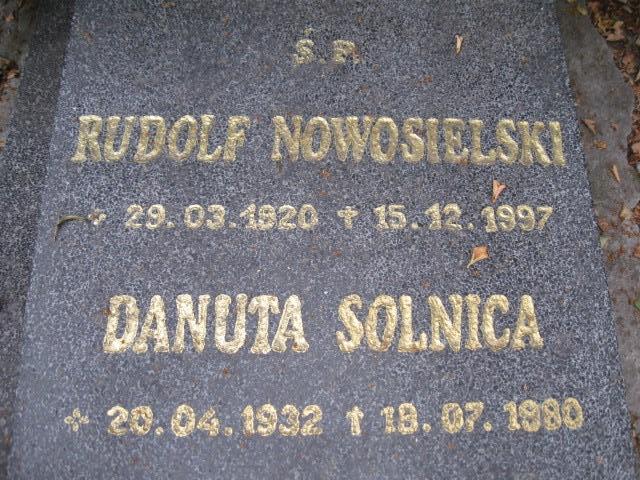 Ś. P.
RUDOLF NOWOSIELSKI
29.03.1920 † 15.12.1997
DANUTA SOLNICA
20.04.1932 † 18.07.1980